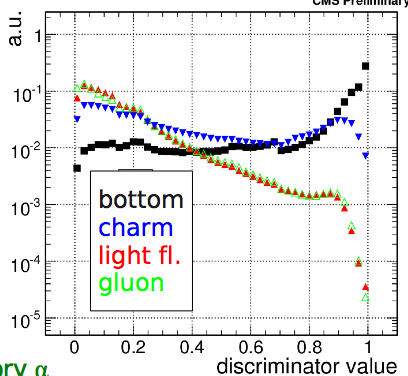 CMS Preliminary
a.u.
1
10⁻¹
10⁻²
10⁻³
10⁻⁴
10⁻⁵
bottom
charm
light fl.
gluon
0 0.2 0.4 0.6 0.8 1
discriminator value
ory α